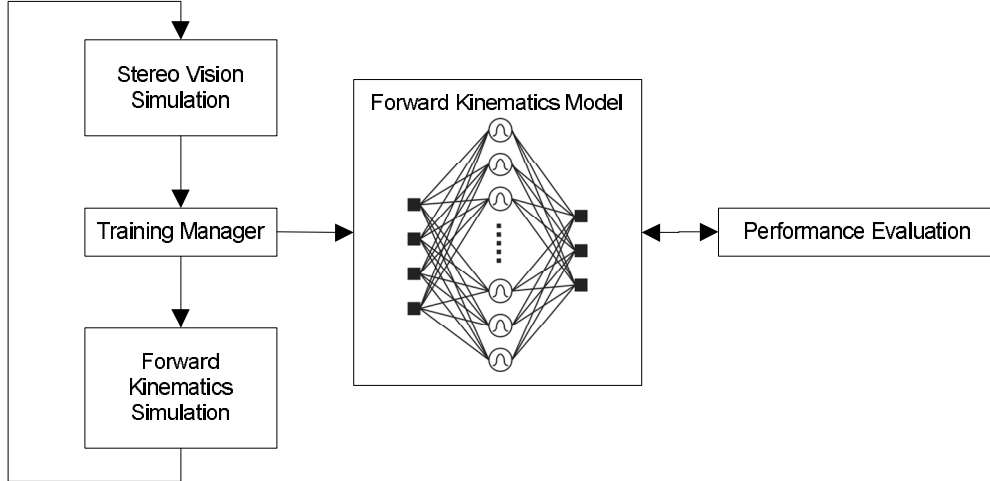 Stereo Vision
Simulation
Forward Kinematics Model
Training Manager
Performance Evaluation
Forward
Kinematics
Simulation